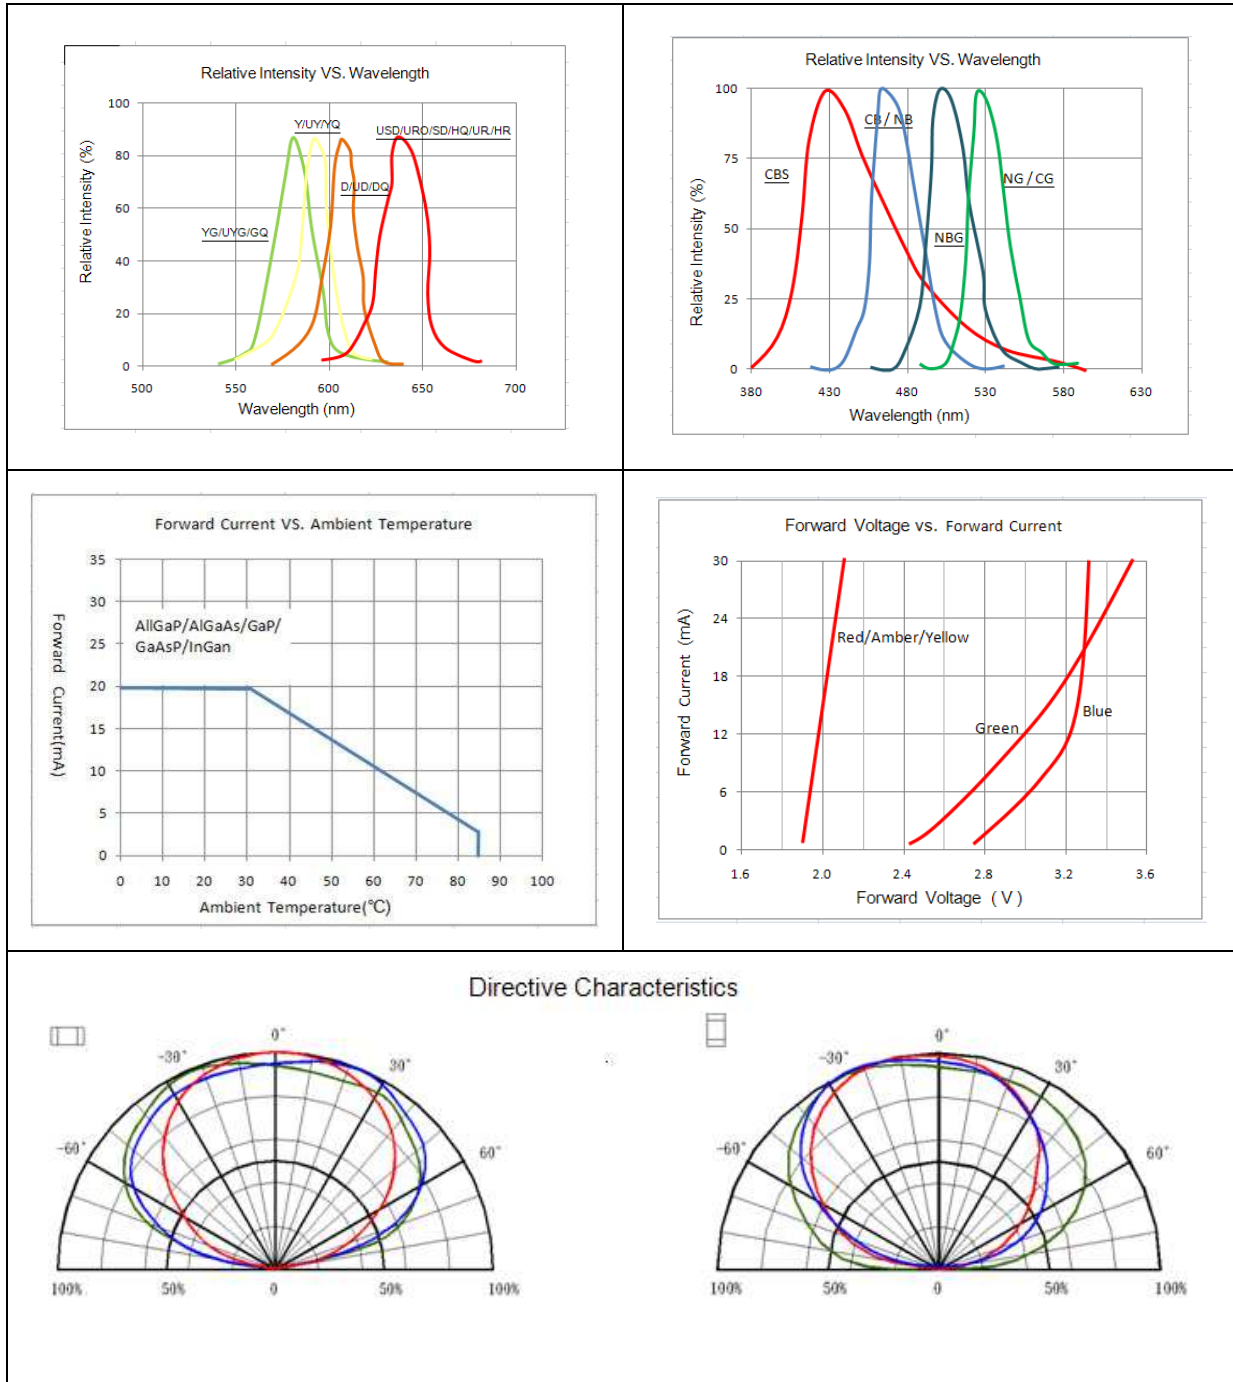 Relative Intensity VS. Wavelength
Relative Intensity (%)
100
80
60
40
20
0
Y/UY/YQ
USD/URO/SD/HQ/UR/HR
D/UD/DQ
YG/UYG/GQ
500 550 600 650 700
Wavelength (nm)
Relative Intensity VS. Wavelength
Relative Intensity (%)
100
75
50
25
0
CB / NB
CBS
NG / CG
NBG
380 430 480 530 580 630
Wavelength (nm)
Forward Current VS. Ambient Temperature
Forward Current(mA)
35
30
25
20
15
10
5
0
AllGaP/AlGaAs/GaP/
GaAsP/InGan
0 10 20 30 40 50 60 70 80 90 100
Ambient Temperature(℃)
Forward Voltage vs. Forward Current
Forward Current (mA)
30
24
18
12
6
0
Red/Amber/Yellow
Blue
Green
1.6 2.0 2.4 2.8 3.2 3.6
Forward Voltage ( V )
Directive Characteristics
0°
-30° 30°
-60° 60°
100% 50% 0 50% 100%
0°
-30° 30°
-60° 60°
100% 50% 0 50% 100%